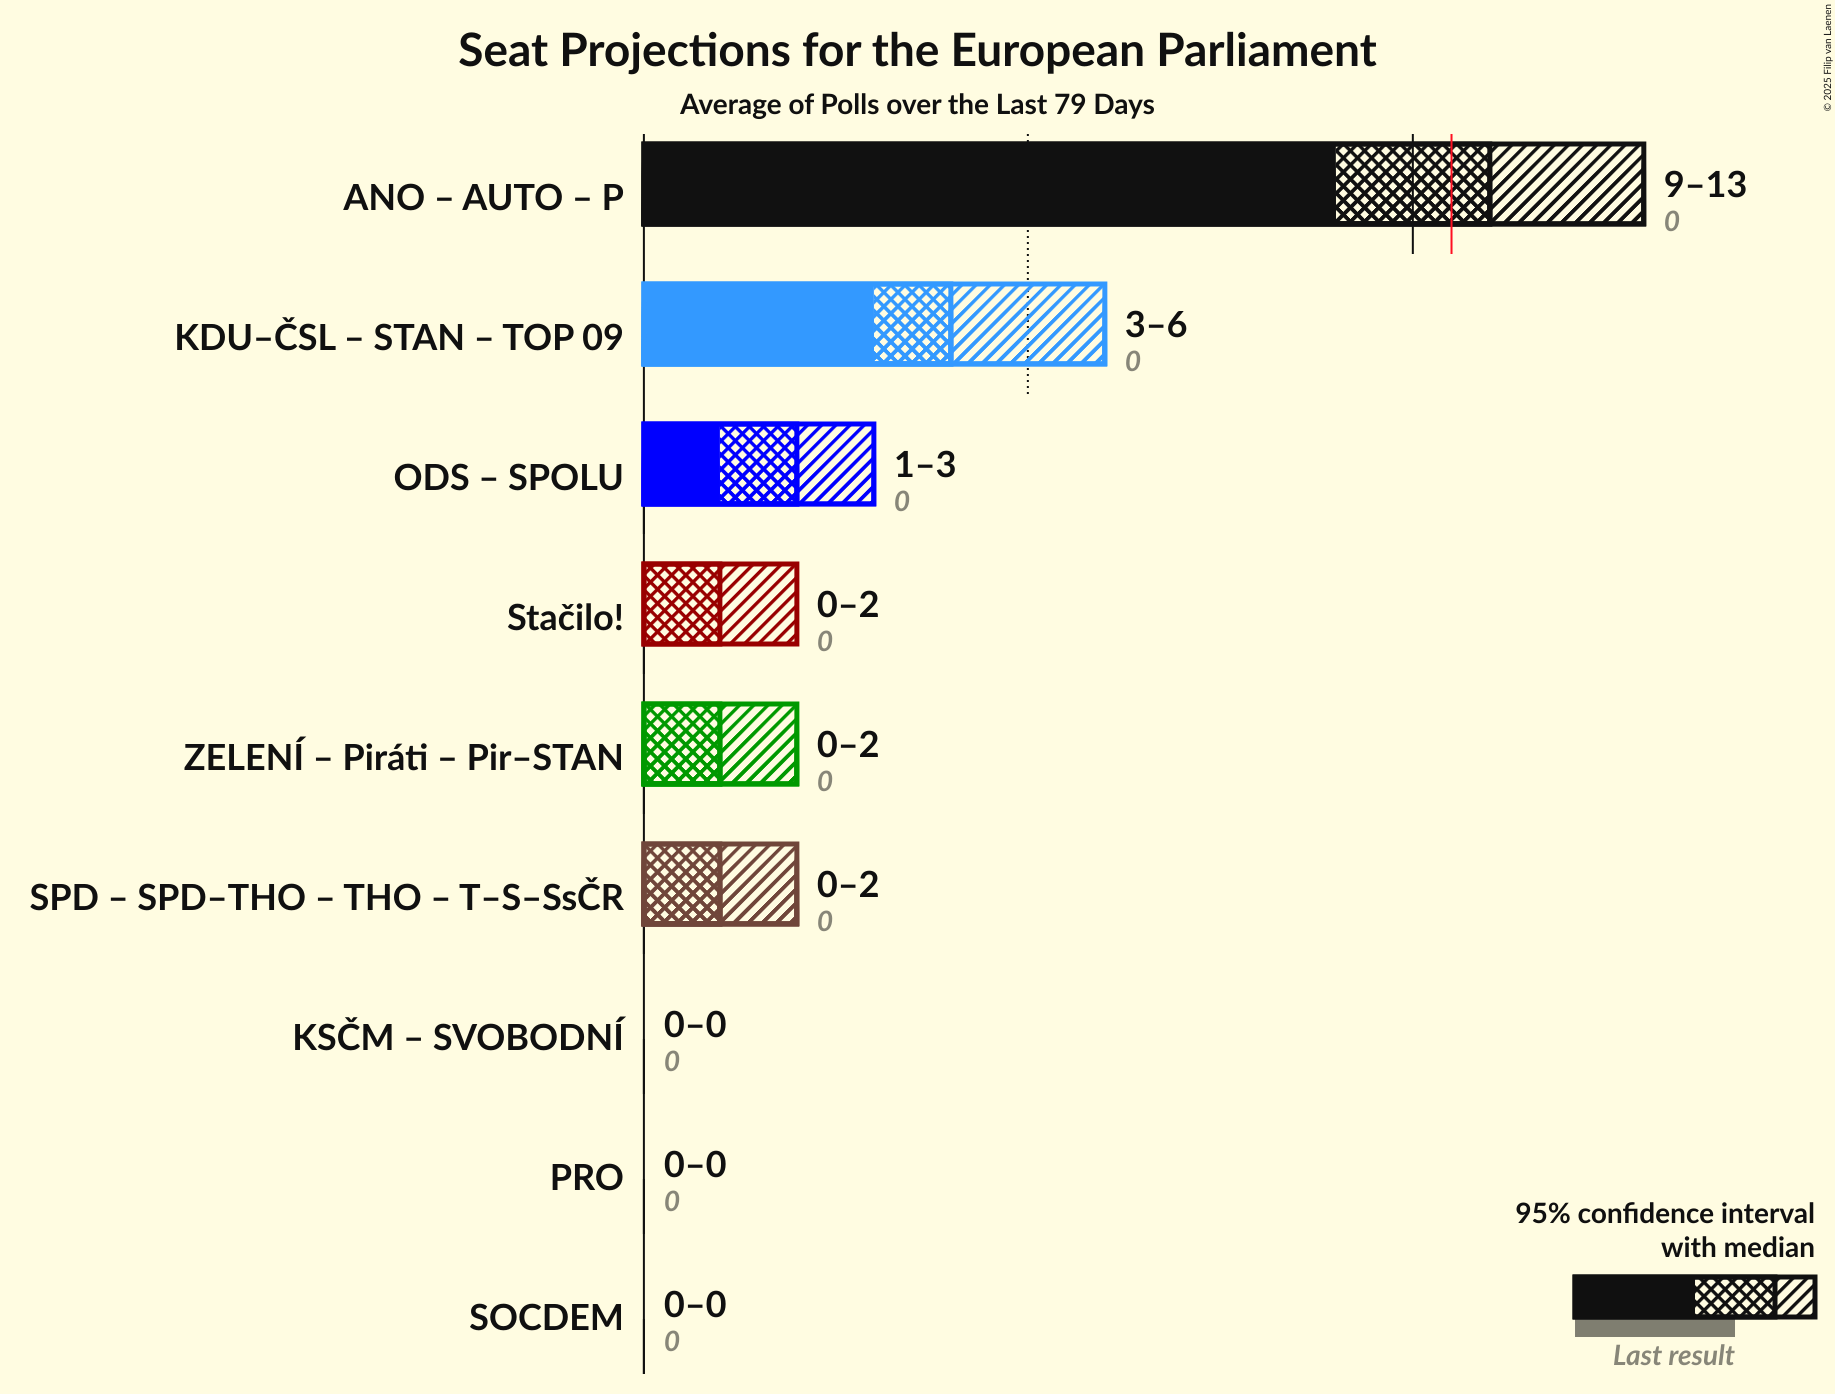 Seat Projections for the European Parliament
Average of Polls over the Last 79 Days
© 2025 Filip van Laenen
ANO – AUTO – P
9–13
0
KDU–ČSL – STAN – TOP 09
3–6
0
ODS – SPOLU
1–3
0
Stačilo!
0–2
0
ZELENÍ – Piráti – Pir–STAN
0–2
0
SPD – SPD–THO – THO – T–S–SsČR
0–2
0
KSČM – SVOBODNÍ
0–0
0
PRO
0–0
0
SOCDEM
0–0
0
95% confidence interval
with median
Last result